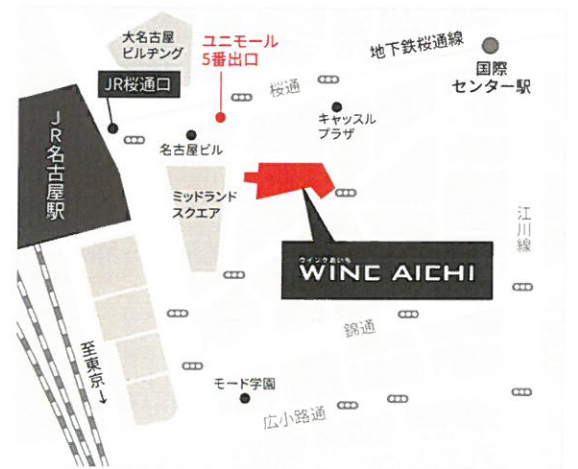 大名古屋
ビルヂング
ユニモール
5番出口
地下鉄桜通線
国際
センター駅
JR桜通口
桜通
キャッスル
プラザ
JR名古屋駅
名古屋ビル
ミッドランド
スクエア
江川線
ウインクあいち
WINC AICHI
錦通
至東京→
モード学園
広小路通